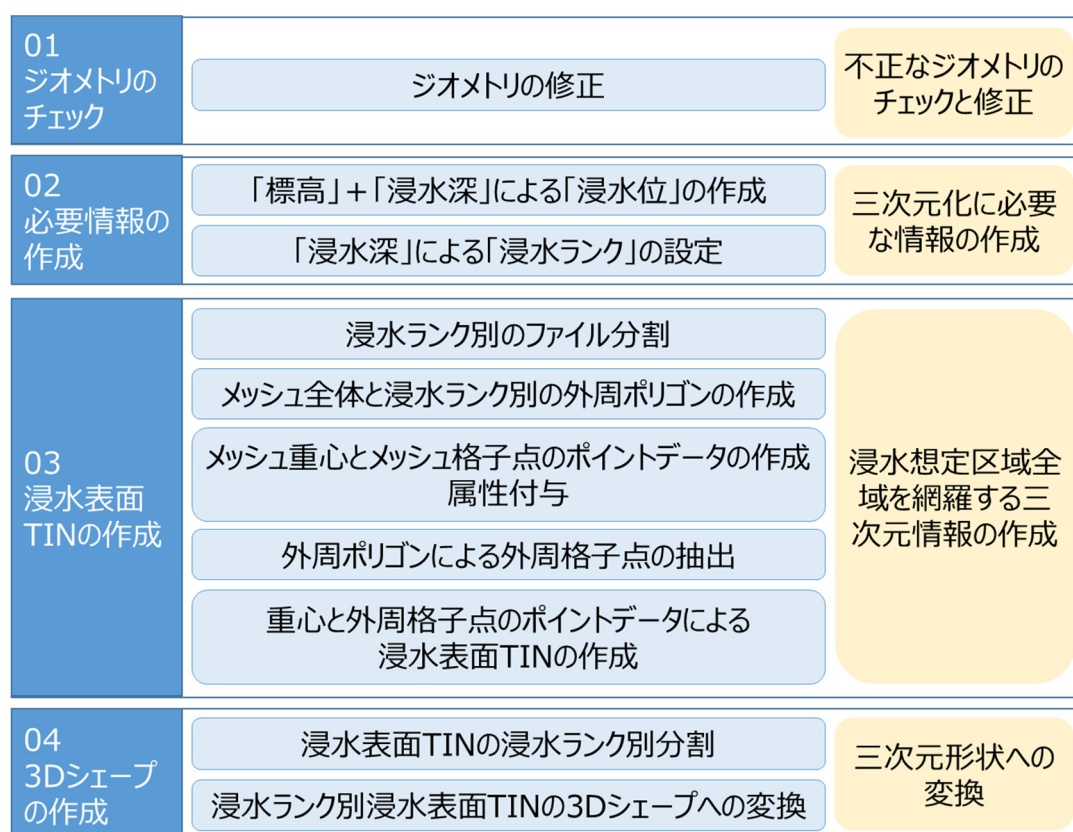 01
ジオメトリの
チェック
ジオメトリの修正
不正なジオメトリの
チェックと修正
02
必要情報の
作成
「標高」+「浸水深」による「浸水位」の作成
「浸水深」による「浸水ランク」の設定
三次元化に必要
な情報の作成
03
浸水表面
TINの作成
浸水ランク別のファイル分割
メッシュ全体と浸水ランク別の外周ポリゴンの作成
メッシュ重心とメッシュ格子点のポイントデータの作成
属性付与
外周ポリゴンによる外周格子点の抽出
重心と外周格子点のポイントデータによる
浸水表面TINの作成
浸水想定区域全
域を網羅する三
次元情報の作成
04
3Dシェープ
の作成
浸水表面TINの浸水ランク別分割
浸水ランク別浸水表面TINの3Dシェープへの変換
三次元形状への
変換